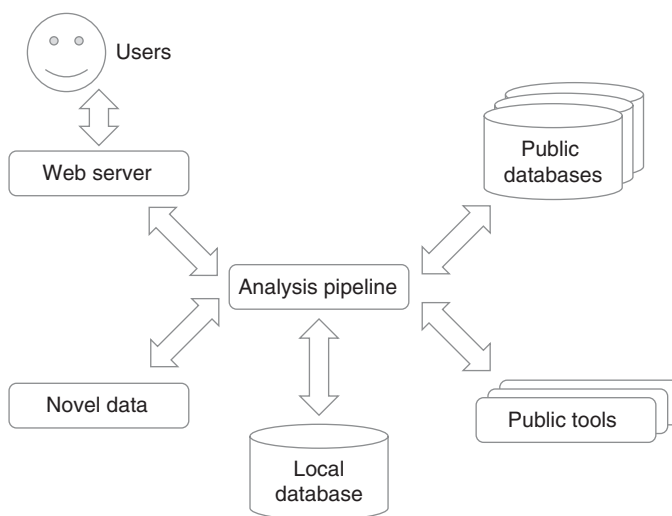 Users
Web server
Public
databases
Analysis pipeline
Novel data
Public tools
Local
database